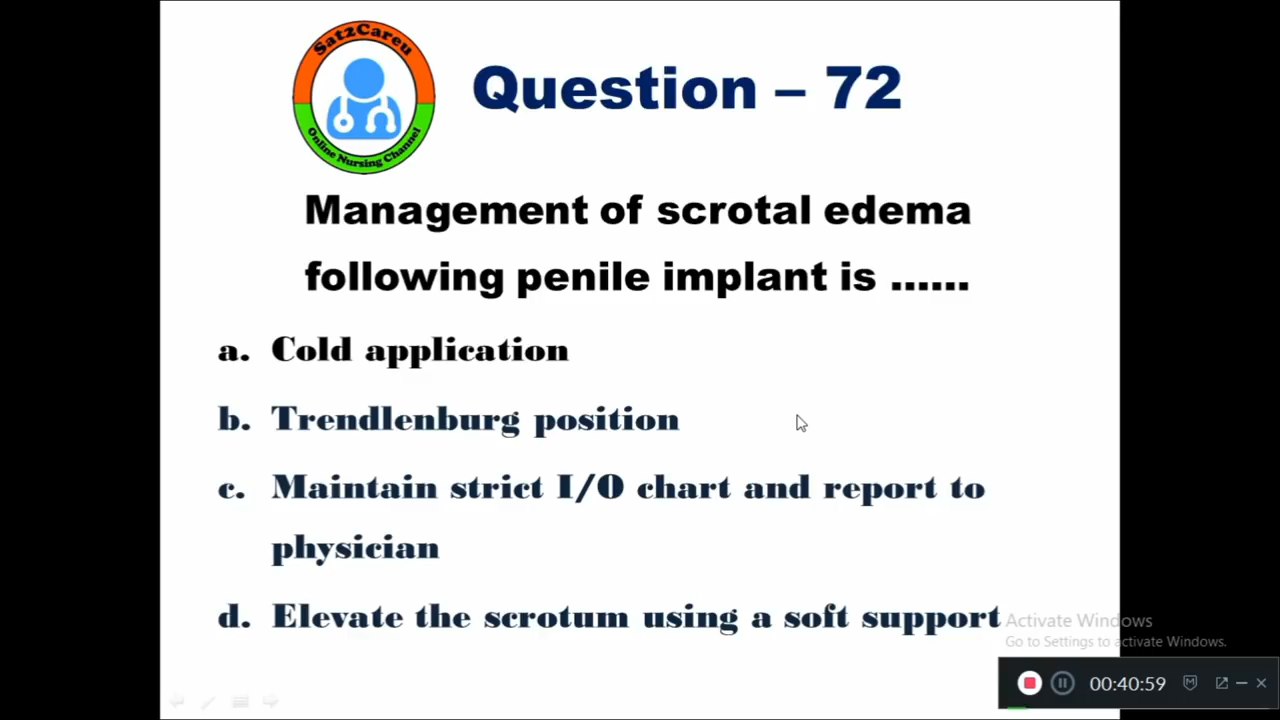 Sat2Careu
Online Nursing Channel
Question – 72
Management of scrotal edema
following penile implant is ......
a. Cold application
b. Trendlenburg position
c. Maintain strict I/O chart and report to
physician
d. Elevate the scrotum using a soft support
Activate Windows
Go to Settings to activate Windows.
00:40:59